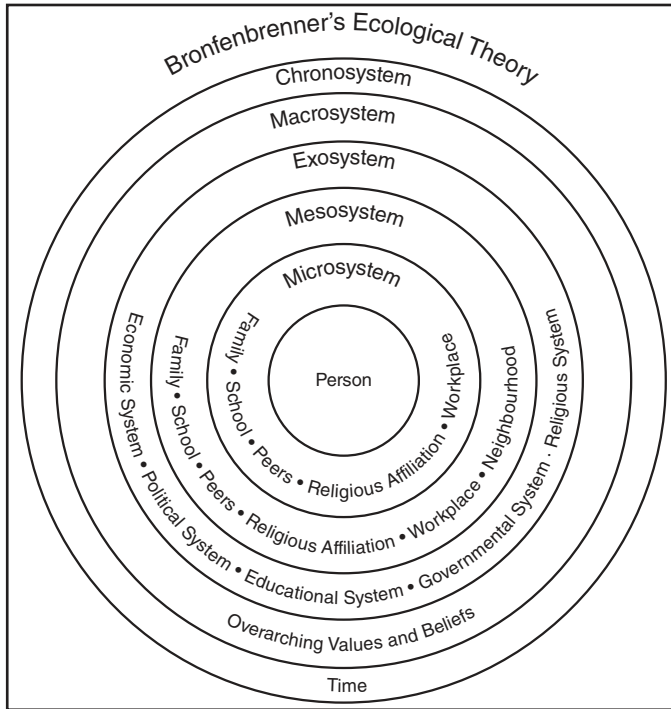 Bronfenbrenner’s Ecological Theory
Chronosystem
Macrosystem
Exosystem
Mesosystem
Microsystem
Person
Family • School • Peers • Religious Affiliation • Workplace
Family • School • Peers • Religious Affiliation • Workplace • Neighbourhood
Economic System • Political System • Educational System • Governmental System · Religious System
Overarching Values and Beliefs
Time